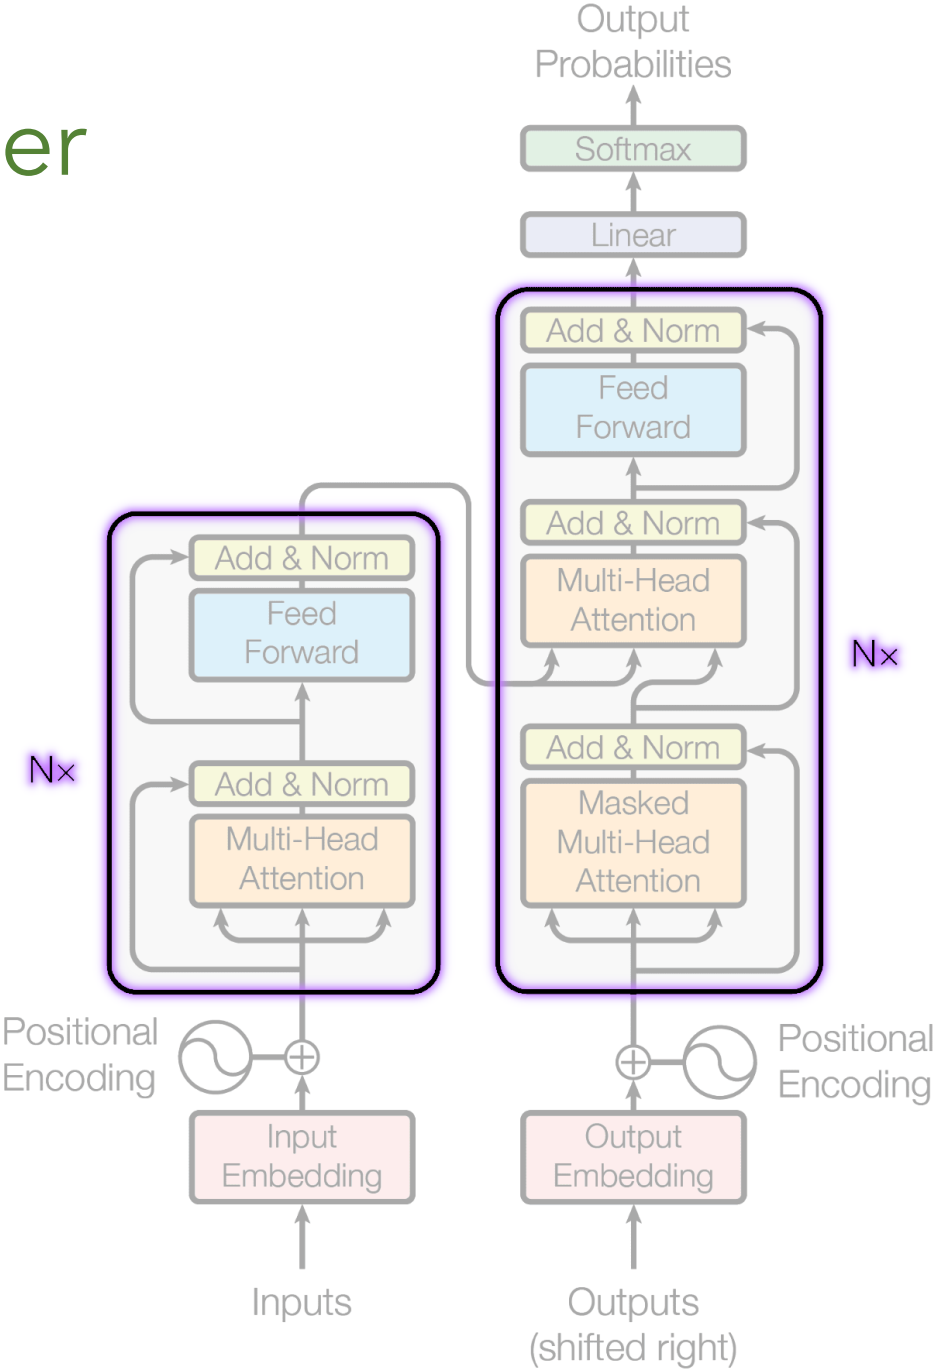 er
Output
Probabilities
Softmax
Linear
Add & Norm
Feed
Forward
Add & Norm
Multi-Head
Attention
Nx
Add & Norm
Masked
Multi-Head
Attention
Add & Norm
Feed
Forward
Nx
Add & Norm
Multi-Head
Attention
Positional
Encoding
Positional
Encoding
Input
Embedding
Output
Embedding
Inputs
Outputs
(shifted right)